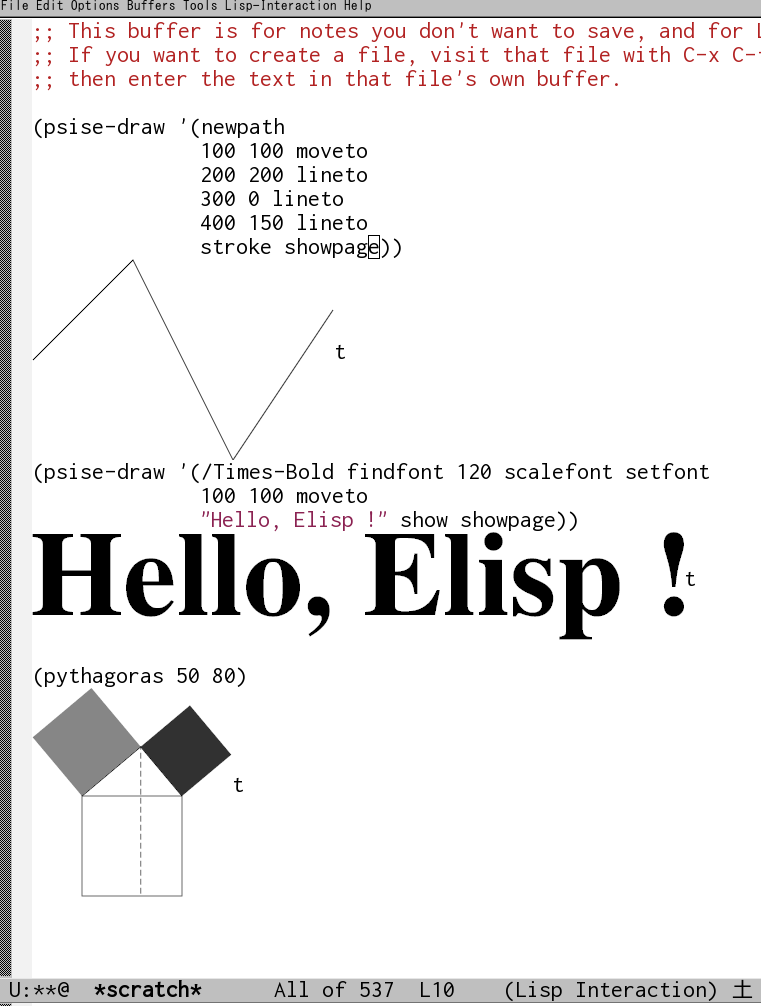 File Edit Options Buffers Tools Lisp-Interaction Help
;; This buffer is for notes you don't want to save, and for L
;; If you want to create a file, visit that file with C-x C-
;; then enter the text in that file's own buffer.
(psise-draw '(newpath
100 100 moveto
200 200 lineto
300 0 lineto
400 150 lineto
stroke showpage))
t
(psise-draw '(/Times-Bold findfont 120 scalefont setfont
100 100 moveto
"Hello, Elisp !" show showpage))
Hello, Elisp !
t
(pythagoras 50 80)
t
U:**@ *scratch* All of 537 L10 (Lisp Interaction) 土